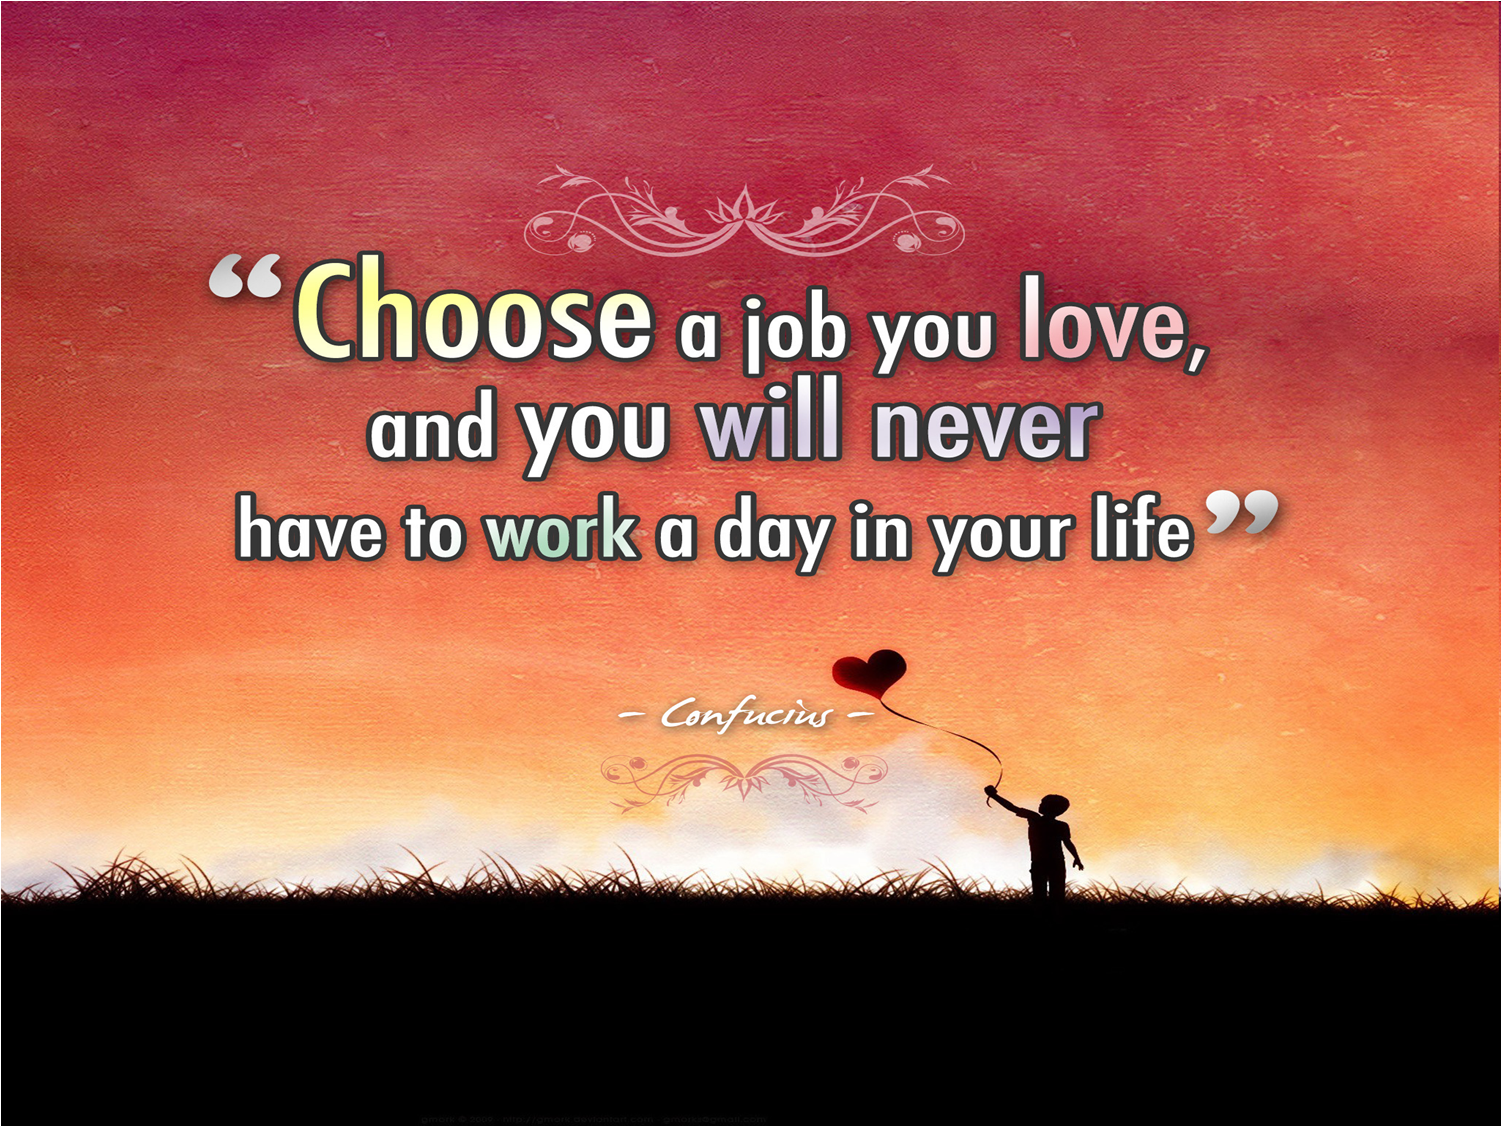 “Choose a job you love,
and you will never
have to work a day in your life”
- Confucius -